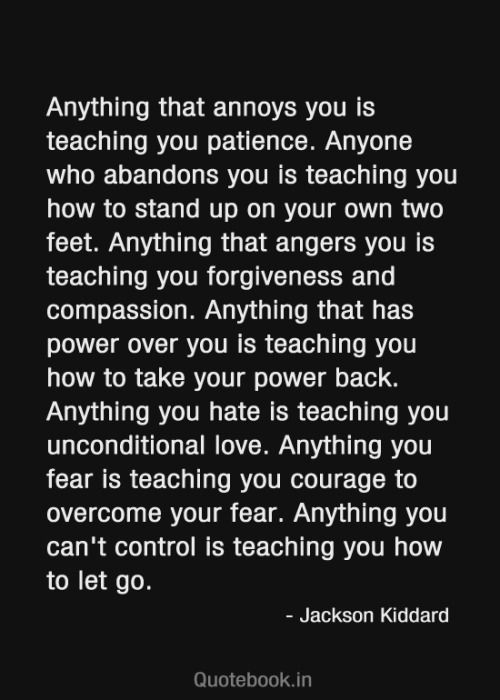 Anything that annoys you is
teaching you patience. Anyone
who abandons you is teaching you
how to stand up on your own two
feet. Anything that angers you is
teaching you forgiveness and
compassion. Anything that has
power over you is teaching you
how to take your power back.
Anything you hate is teaching you
unconditional love. Anything you
fear is teaching you courage to
overcome your fear. Anything you
can't control is teaching you how
to let go.
- Jackson Kiddard
Quotebook.in